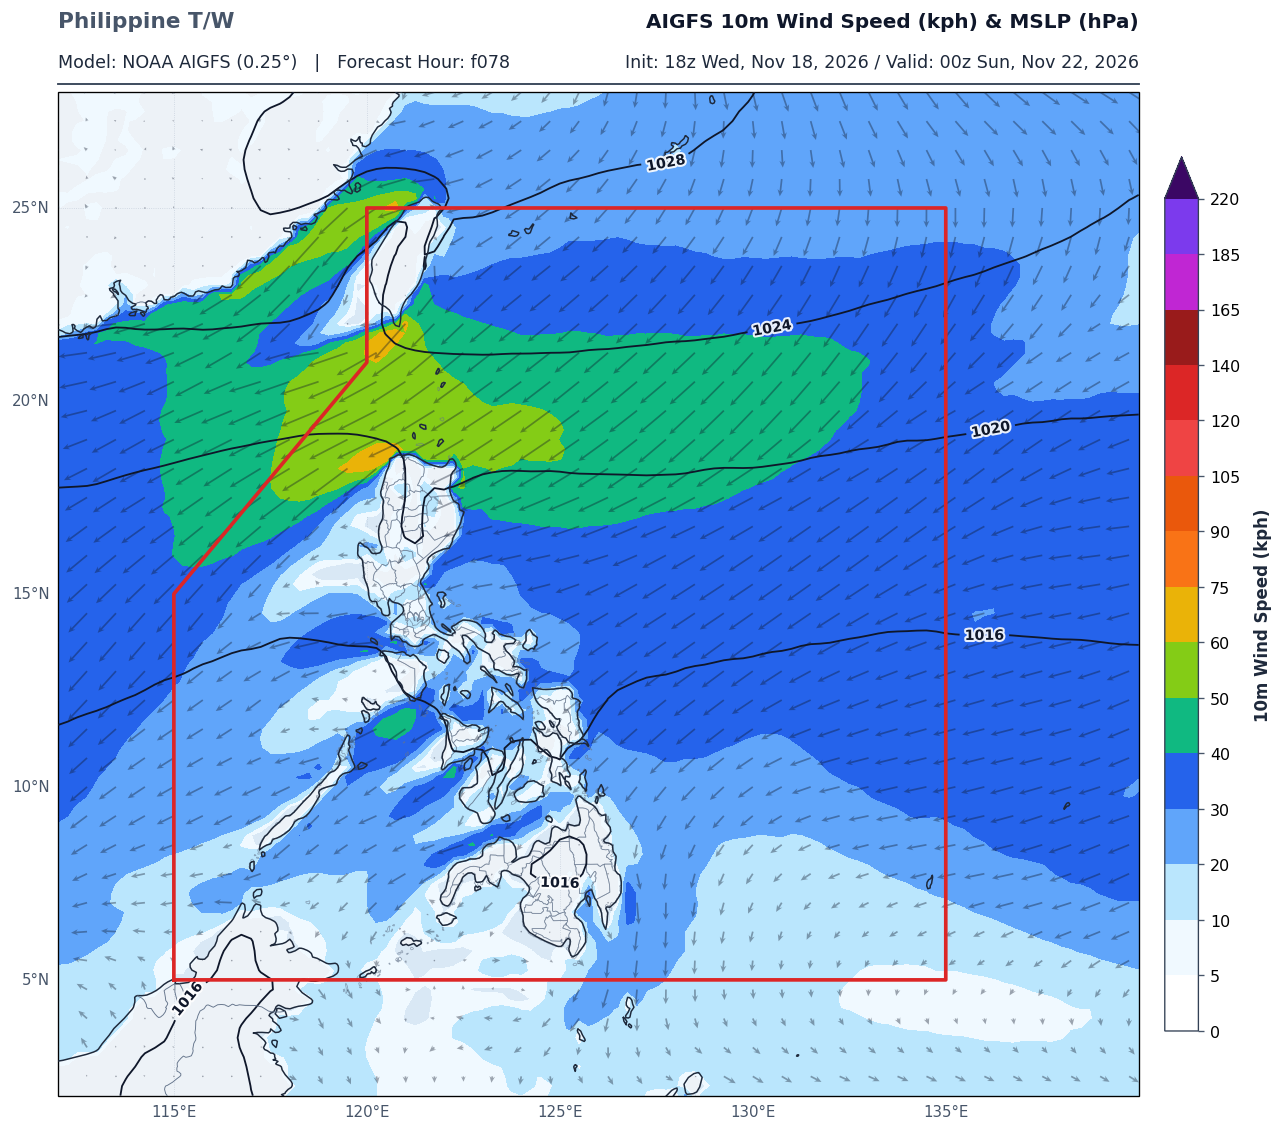 Philippine T/W
AIGFS 10m Wind Speed (kph) & MSLP (hPa)
Model: NOAA AIGFS (0.25°) | Forecast Hour: f078
Init: 18z Wed, Nov 18, 2026 / Valid: 00z Sun, Nov 22, 2026
1028
1024
1020
1016
1016
1016
25°N
20°N
15°N
10°N
5°N
115°E
120°E
125°E
130°E
135°E
220
185
165
140
120
105
90
75
60
50
40
30
20
10
5
0
10m Wind Speed (kph)